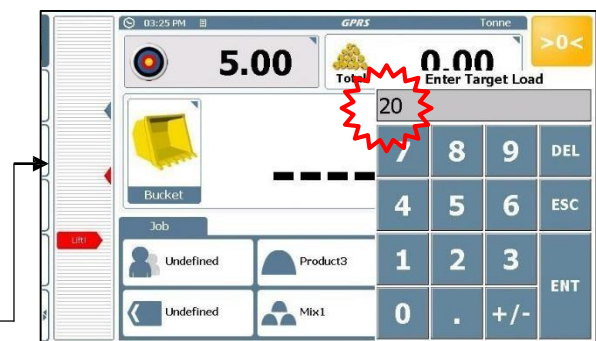 03:25 PM GPRS Tonne
5.00
Total 0.00
>0<
Enter Target Load
20
7 8 9 DEL
Bucket
4 5 6 ESC
Lift!
Job
Undefined Product3
1 2 3
ENT
Undefined Mix1
0 . +/-